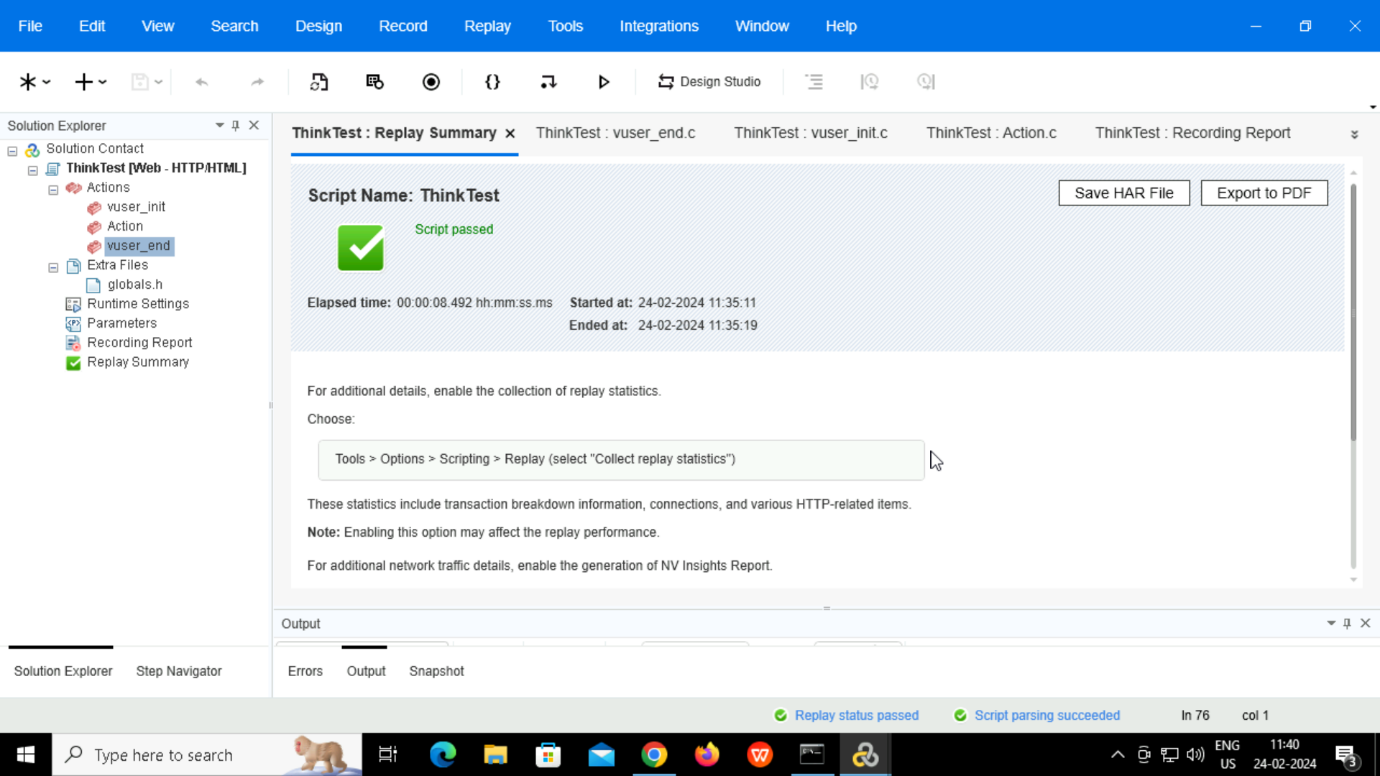 File Edit View Search Design Record Replay Tools Integrations Window Help
Design Studio
Solution Explorer
ThinkTest : Replay Summary ThinkTest : vuser_end.c ThinkTest : vuser_init.c ThinkTest : Action.c ThinkTest : Recording Report
Solution Contact
ThinkTest [Web - HTTP/HTML]
Actions
vuser_init
Action
vuser_end
Extra Files
globals.h
Runtime Settings
Parameters
Recording Report
Replay Summary
Script Name: ThinkTest
Save HAR File Export to PDF
Script passed
Elapsed time: 00:00:08.492 hh:mm:ss.ms Started at: 24-02-2024 11:35:11
Ended at: 24-02-2024 11:35:19
For additional details, enable the collection of replay statistics.
Choose:
Tools > Options > Scripting > Replay (select "Collect replay statistics")
These statistics include transaction breakdown information, connections, and various HTTP-related items.
Note: Enabling this option may affect the replay performance.
For additional network traffic details, enable the generation of NV Insights Report.
Output
Solution Explorer Step Navigator Errors Output Snapshot
Replay status passed Script parsing succeeded ln 76 col 1
Type here to search
ENG
US
11:40
24-02-2024
3